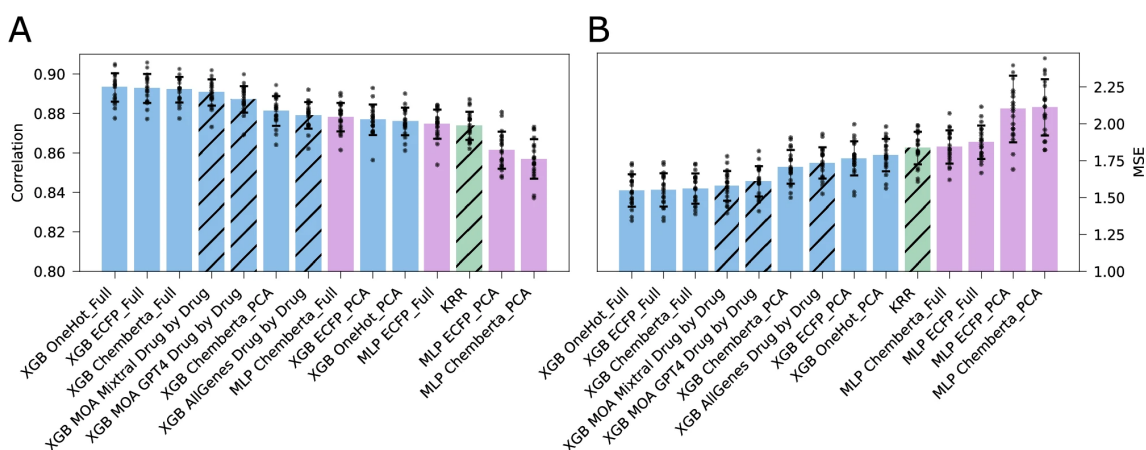 A
B
0.90
0.88
0.86
0.84
0.82
0.80
Correlation
XGB OneHot_Full
XGB ECFP_Full
XGB Chemberta_Full
XGB MOA Mixtral Drug by Drug
XGB MOA GPT4 Drug by Drug
XGB Chemberta_PCA
XGB AllGenes Drug by Drug
MLP Chemberta_Full
XGB ECFP_PCA
XGB OneHot_PCA
MLP ECFP_Full
KRR
MLP ECFP_PCA
MLP Chemberta_PCA
2.25
2.00
1.75
1.50
1.25
1.00
MSE
XGB OneHot_Full
XGB ECFP_Full
XGB Chemberta_Full
XGB MOA Mixtral Drug by Drug
XGB MOA GPT4 Drug by Drug
XGB Chemberta_PCA
XGB AllGenes Drug by Drug
XGB ECFP_PCA
XGB OneHot_PCA
KRR
MLP Chemberta_Full
MLP ECFP_Full
MLP ECFP_PCA
MLP Chemberta_PCA